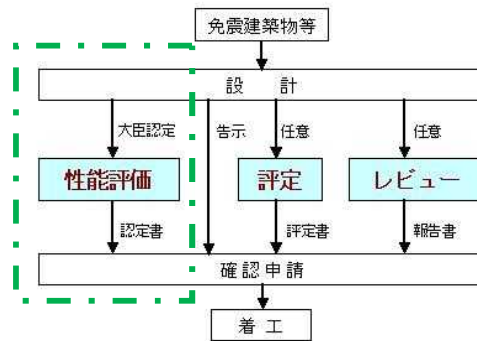 免震建築物等
設 計
大臣認定 告示 任意 任意
性能評価 評定 レビュー
認定書 評定書 報告書
確認申請
着 工